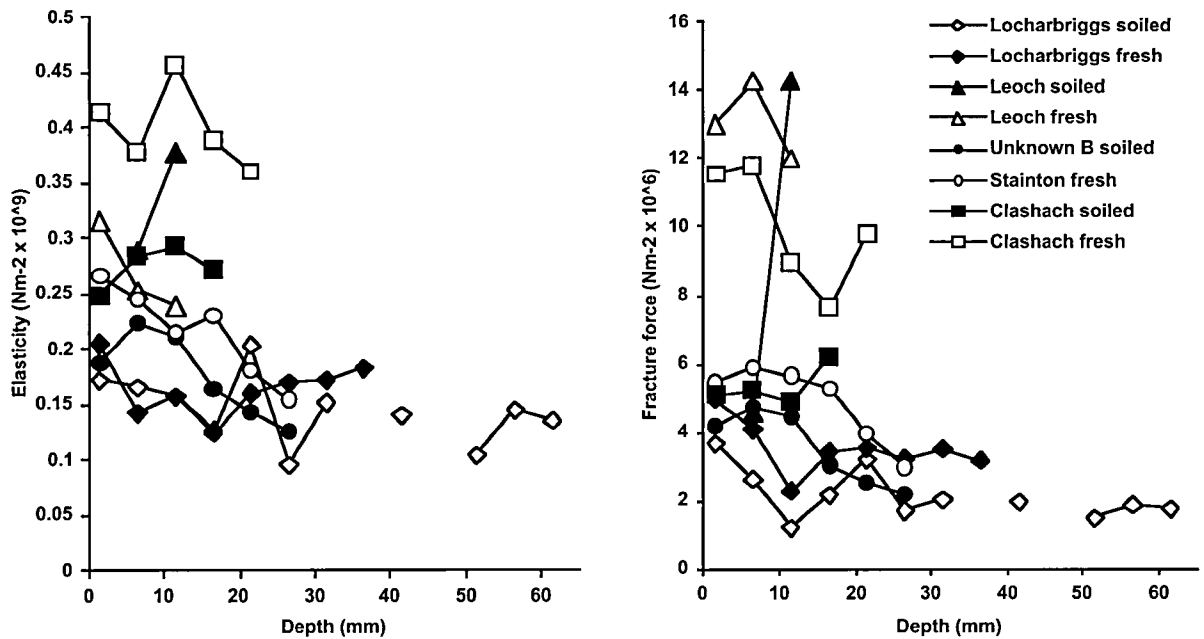 0.5
0.45
0.4
0.35
0.3
0.25
0.2
0.15
0.1
0.05
0
Elasticity (Nm-2 x 10^9)
0 10 20 30 40 50 60
Depth (mm)
16
14
12
10
8
6
4
2
0
Fracture force (Nm-2 x 10^6)
0 10 20 30 40 50 60
Depth (mm)
Locharbriggs soiled
Locharbriggs fresh
Leoch soiled
Leoch fresh
Unknown B soiled
Stainton fresh
Clashach soiled
Clashach fresh